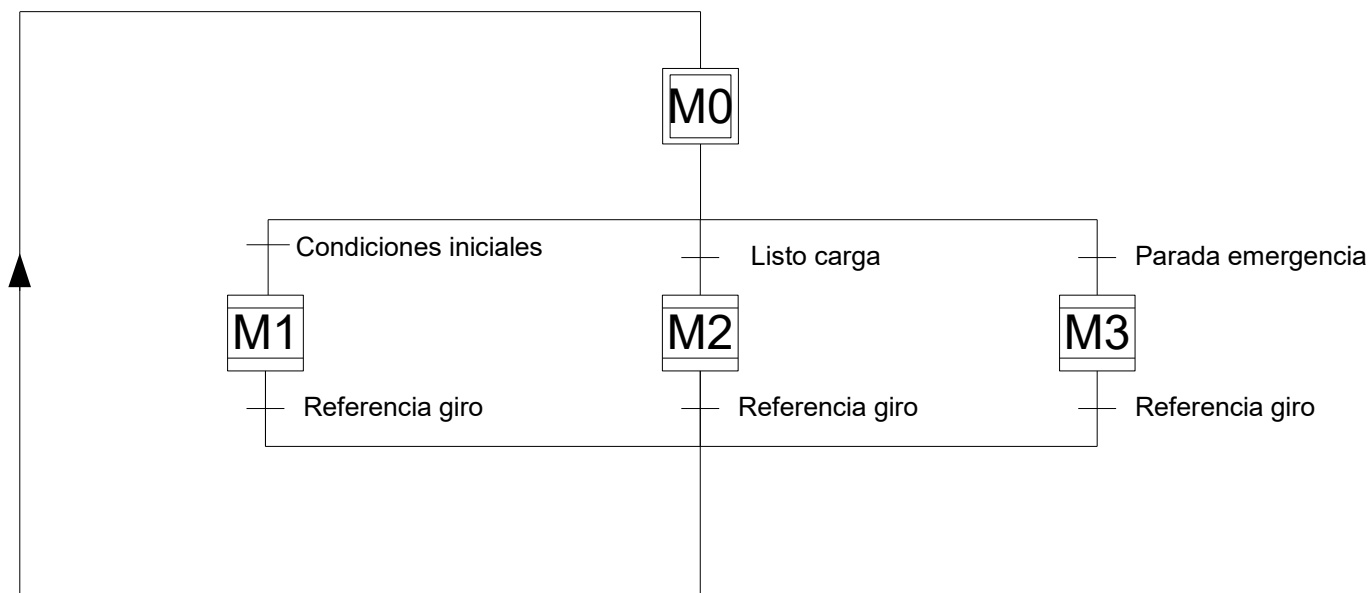 M0
Condiciones iniciales
Listo carga
Parada emergencia
M1
M2
M3
Referencia giro
Referencia giro
Referencia giro